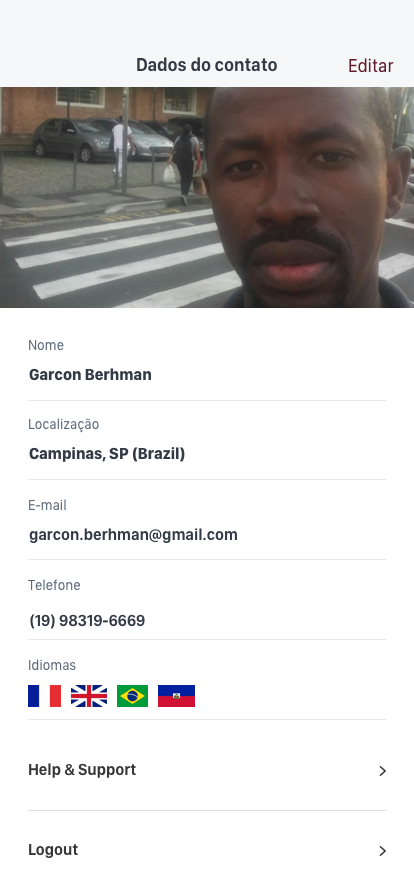 Dados do contato
Editar
Nome
Garcon Berhman
Localização
Campinas, SP (Brazil)
E-mail
garcon.berhman@gmail.com
Telefone
(19) 98319-6669
Idiomas
Help & Support
Logout